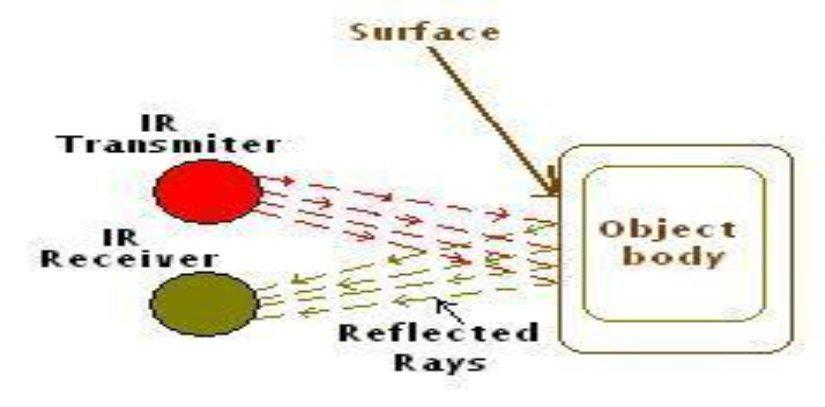 Surface
IR
Transmiter
IR
Receiver
Object
body
Reflected
Rays